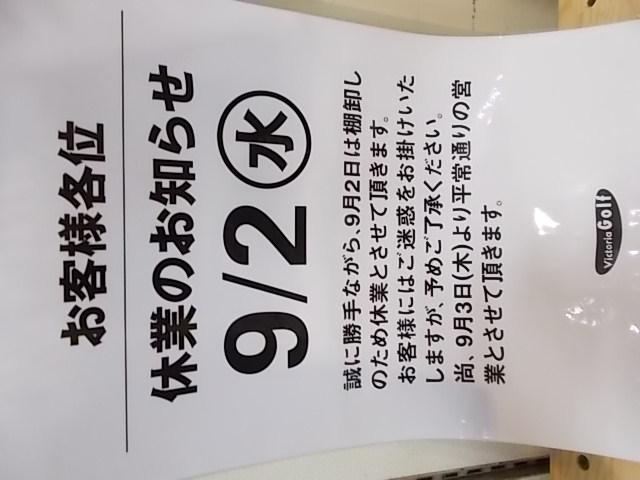 お客様各位
休業のお知らせ
9/2㊌
誠に勝手ながら、9月2日は棚卸し
のため休業とさせて頂きます。
お客様にはご迷惑をお掛けいた
しますが、予めご了承ください。
尚、9月3日(木)より平常通りの営
業とさせて頂きます。
Victoria Golf